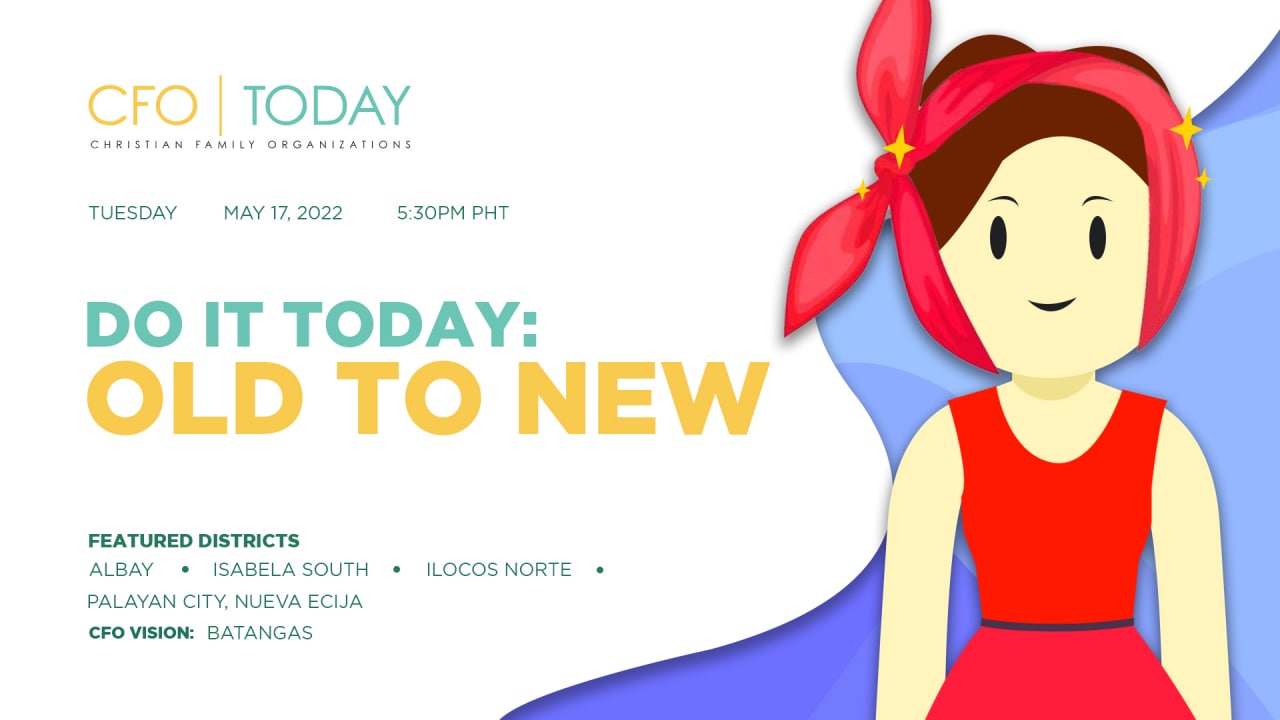 CFO | TODAY
CHRISTIAN FAMILY ORGANIZATIONS
TUESDAY MAY 17, 2022 5:30PM PHT
DO IT TODAY:
OLD TO NEW
FEATURED DISTRICTS
ALBAY • ISABELA SOUTH • ILOCOS NORTE •
PALAYAN CITY, NUEVA ECIJA
CFO VISION: BATANGAS